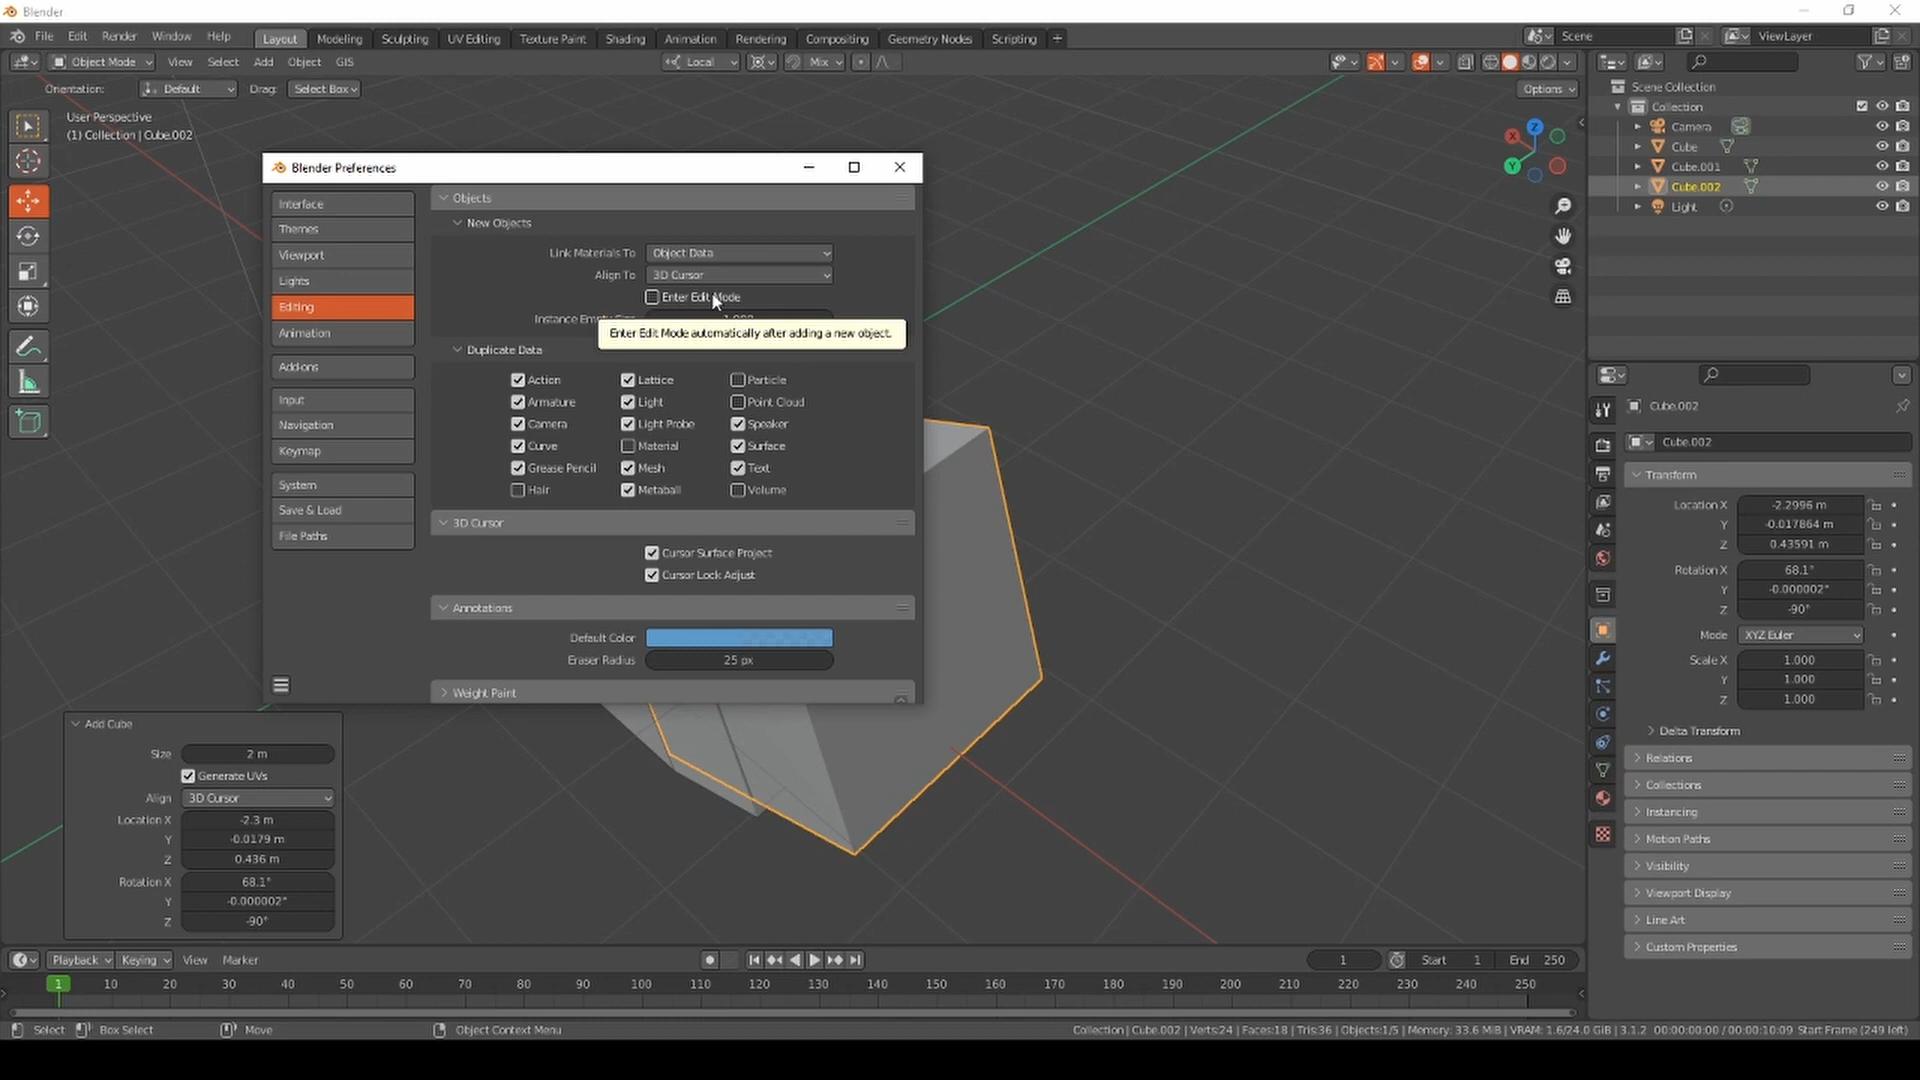 Blender
File Edit Render Window Help Layout Modeling Sculpting UV Editing Texture Paint Shading Animation Rendering Compositing Geometry Nodes Scripting + Scene ViewLayer
Object Mode View Select Add Object GIS Local Mix
Orientation: Default Drag: Select Box Options
User Perspective
(1) Collection | Cube.002
Scene Collection
Collection
Camera
Cube
Cube.001
Cube.002
Light
X Z Y
Blender Preferences
Interface
Themes
Viewport
Lights
Editing
Animation
Add-ons
Input
Navigation
Keymap
System
Save & Load
File Paths
Objects
New Objects
Link Materials To Object Data
Align To 3D Cursor
Enter Edit Mode
Enter Edit Mode automatically after adding a new object.
Duplicate Data
Action Lattice Particle
Armature Light Point Cloud
Camera Light Probe Speaker
Curve Material Surface
Grease Pencil Mesh Text
Hair Metaball Volume
3D Cursor
Cursor Surface Project
Cursor Lock Adjust
Annotations
Default Color
Eraser Radius 25 px
Weight Paint
Add Cube
Size 2 m
Generate UVs
Align 3D Cursor
Location X -2.3 m
Y -0.0179 m
Z 0.436 m
Rotation X 68.1°
Y -0.000002°
Z -90°
Cube.002
Cube.002
Transform
Location X -2.2996 m
Y -0.017864 m
Z 0.43591 m
Rotation X 68.1°
Y -0.000002°
Z -90°
Mode XYZ Euler
Scale X 1.000
Y 1.000
Z 1.000
Delta Transform
Relations
Collections
Instancing
Motion Paths
Visibility
Viewport Display
Line Art
Custom Properties
Playback Keying View Marker 1 Start 1 End 250
1 10 20 30 40 50 60 70 80 90 100 110 120 130 140 150 160 170 180 190 200 210 220 230 240 250
Select Box Select Move Object Context Menu Collection | Cube.002 | Verts:24 | Faces:18 | Tris:36 | Objects:1/5 | Memory: 33.6 MiB | VRAM: 1.6/24.0 GiB | 3.1.2 00:00:00:00 / 00:00:10:09 Start Frame (249 left)